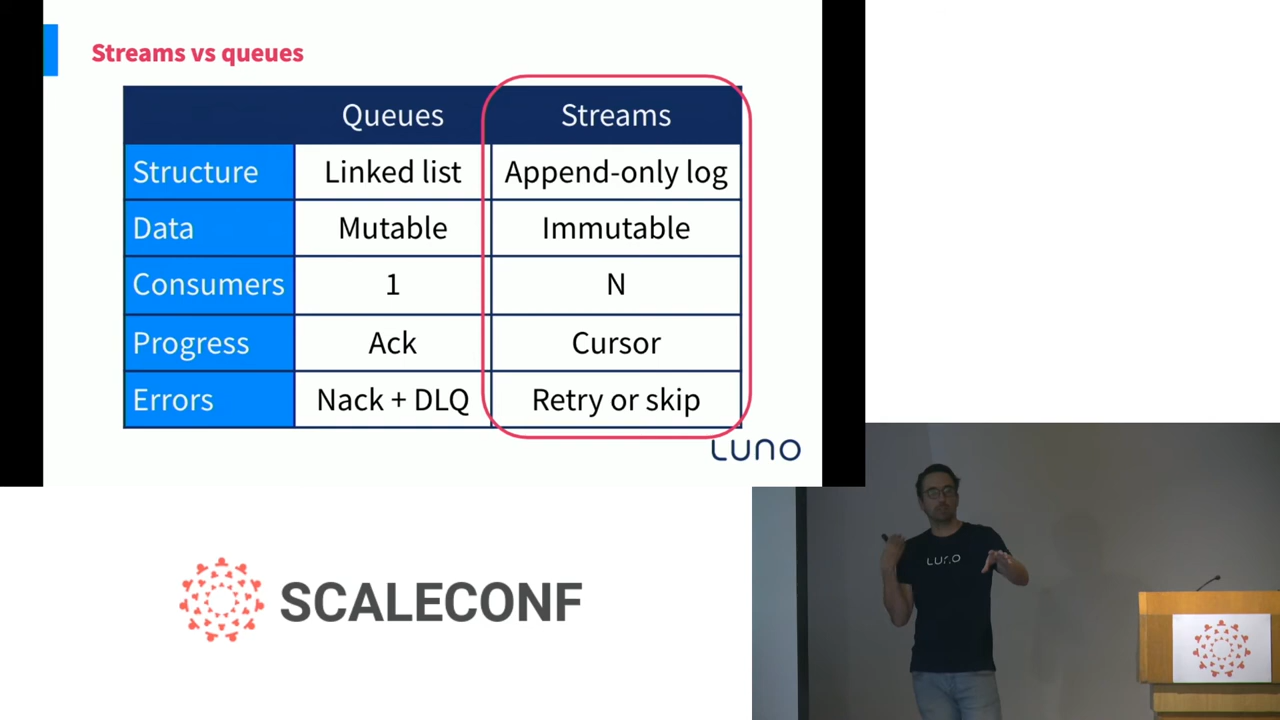 Streams vs queues
Queues Streams
Structure Linked list Append-only log
Data Mutable Immutable
Consumers 1 N
Progress Ack Cursor
Errors Nack + DLQ Retry or skip
LUNO
SCALECONF
LUNO